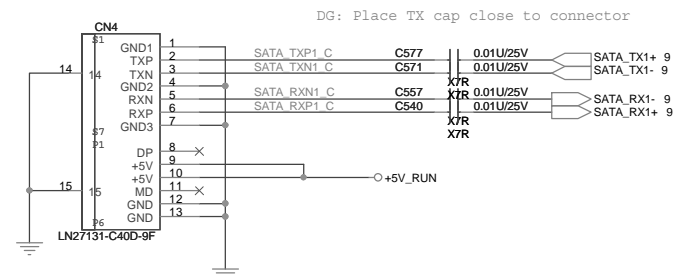 DG: Place TX cap close to connector
CN4
S1
GND1 1
TXP 2 SATA_TXP1_C C577 0.01U/25V SATA_TX1+ 9
TXN 3 SATA_TXN1_C C571 0.01U/25V SATA_TX1- 9
14 14
GND2 4
X7R
X7R
RXN 5 SATA_RXN1_C C557 0.01U/25V SATA_RX1- 9
RXP 6 SATA_RXP1_C C540 0.01U/25V SATA_RX1+ 9
GND3 7
X7R
X7R
S7
P1
DP 8
+5V 9
+5V 10 +5V_RUN
15 15
MD 11
GND 12
GND 13
P6
LN27131-C40D-9F